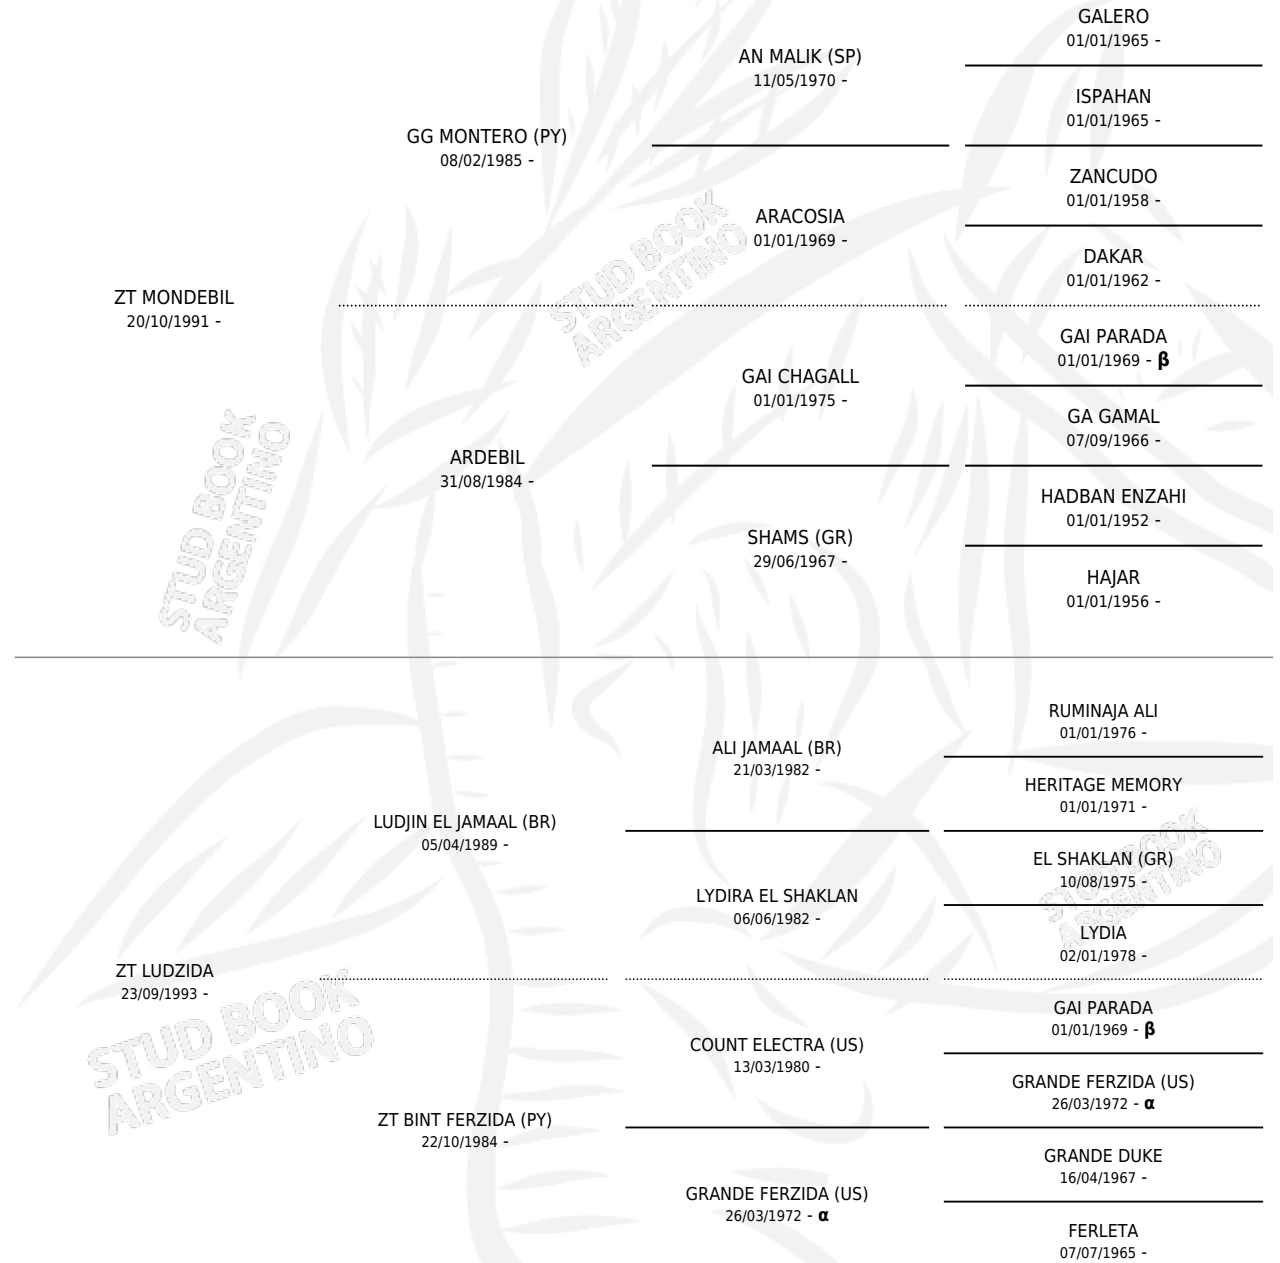 GALERO
01/01/1965 -
AN MALIK (SP)
11/05/1970 -
ISPAHAN
01/01/1965 -
GG MONTERO (PY)
08/02/1985 -
ZANCUDO
01/01/1958 -
ARACOSIA
01/01/1969 -
DAKAR
01/01/1962 -
ZT MONDEBIL
20/10/1991 -
GAI PARADA
01/01/1969 - β
GAI CHAGALL
01/01/1975 -
GA GAMAL
07/09/1966 -
ARDEBIL
31/08/1984 -
HADBAN ENZAHI
01/01/1952 -
SHAMS (GR)
29/06/1967 -
HAJAR
01/01/1956 -
RUMINAJA ALI
01/01/1976 -
ALI JAMAAL (BR)
21/03/1982 -
HERITAGE MEMORY
01/01/1971 -
LUDJIN EL JAMAAL (BR)
05/04/1989 -
EL SHAKLAN (GR)
10/08/1975 -
LYDIRA EL SHAKLAN
06/06/1982 -
LYDIA
02/01/1978 -
ZT LUDZIDA
23/09/1993 -
GAI PARADA
01/01/1969 - β
COUNT ELECTRA (US)
13/03/1980 -
GRANDE FERZIDA (US)
26/03/1972 - α
ZT BINT FERZIDA (PY)
22/10/1984 -
GRANDE DUKE
16/04/1967 -
GRANDE FERZIDA (US)
26/03/1972 - α
FERLETA
07/07/1965 -
STUD BOOK
ARGENTINO
STUD BOOK
ARGENTINO
STUD BOOK
ARGENTINO
STUD BOOK
ARGENTINO